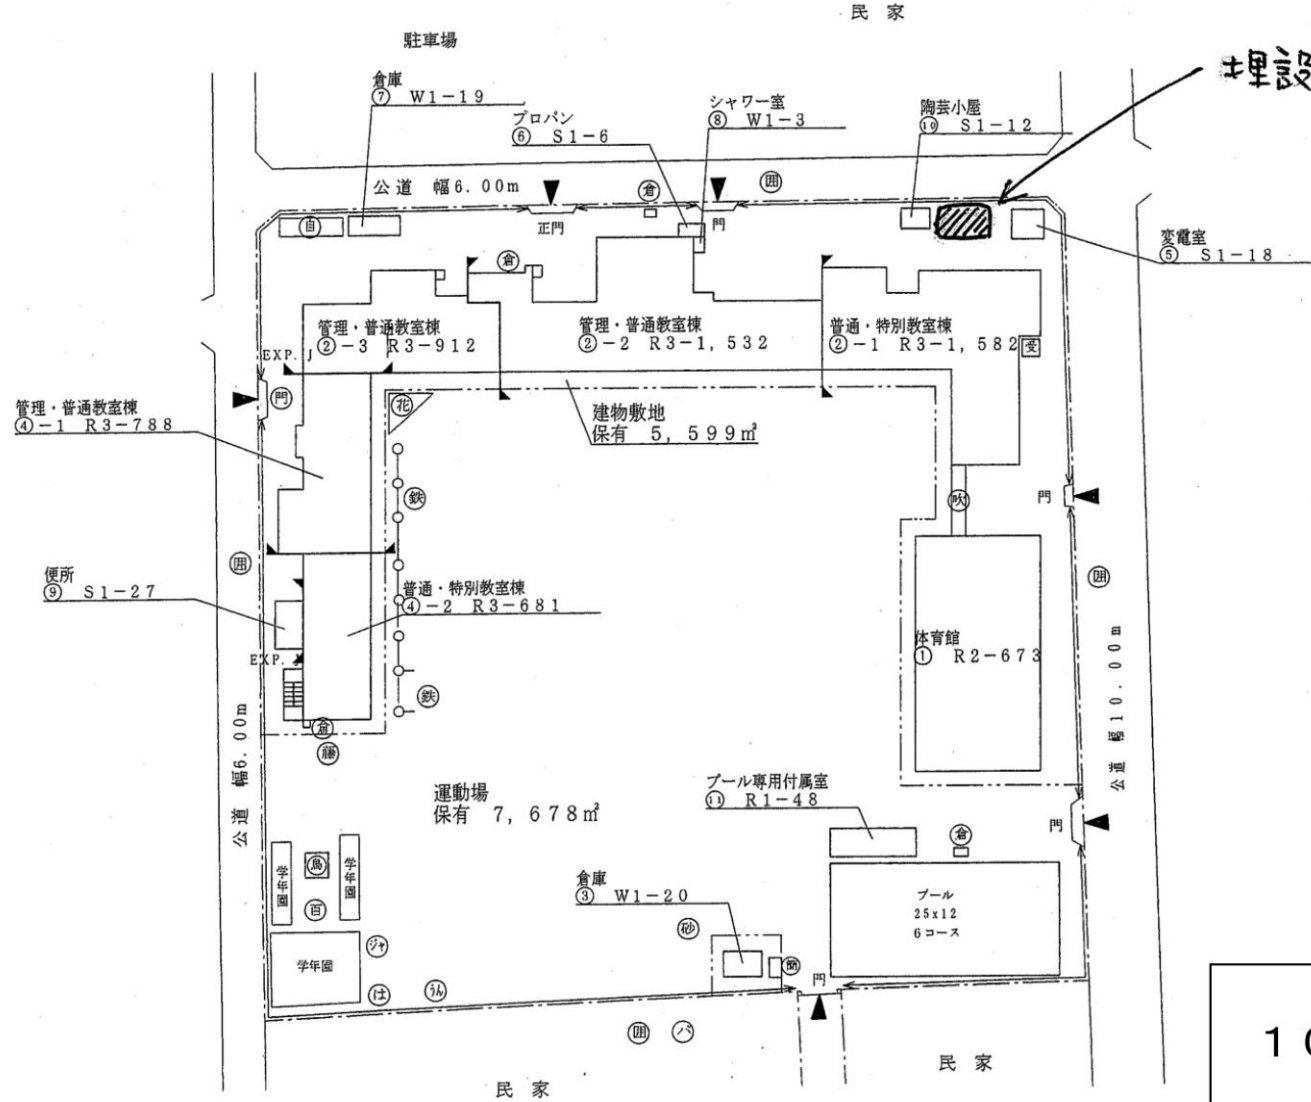 民 家
駐車場
埋設
倉庫
⑦ W1-19
プロパン
⑥ S1-6
シャワー室
⑧ W1-3
陶芸小屋
⑩ S1-12
公道 幅6.00m
倉
囲
自
正門
門
変電室
⑤ S1-18
倉
管理・普通教室棟
②-3 R3-912
管理・普通教室棟
②-2 R3-1,532
普通・特別教室棟
②-1 R3-1,582
受
EXP. J
門
花
管理・普通教室棟
④-1 R3-788
建物敷地
保有 5,599㎡
鉄
吹
門
囲
便所
⑨ S1-27
普通・特別教室棟
④-2 R3-681
囲
体育館
① R2-673
EXP. J
鉄
倉
藤
公道 幅6.00m
公道 幅10.00m
運動場
保有 7,678㎡
プール専用付属室
⑪ R1-48
倉
門
学年園
鳥
学年園
百
倉庫
③ W1-20
プール
25x12
6コース
砂
ジャ
学年園
は
うん
門
囲
パ
民 家
民 家
10